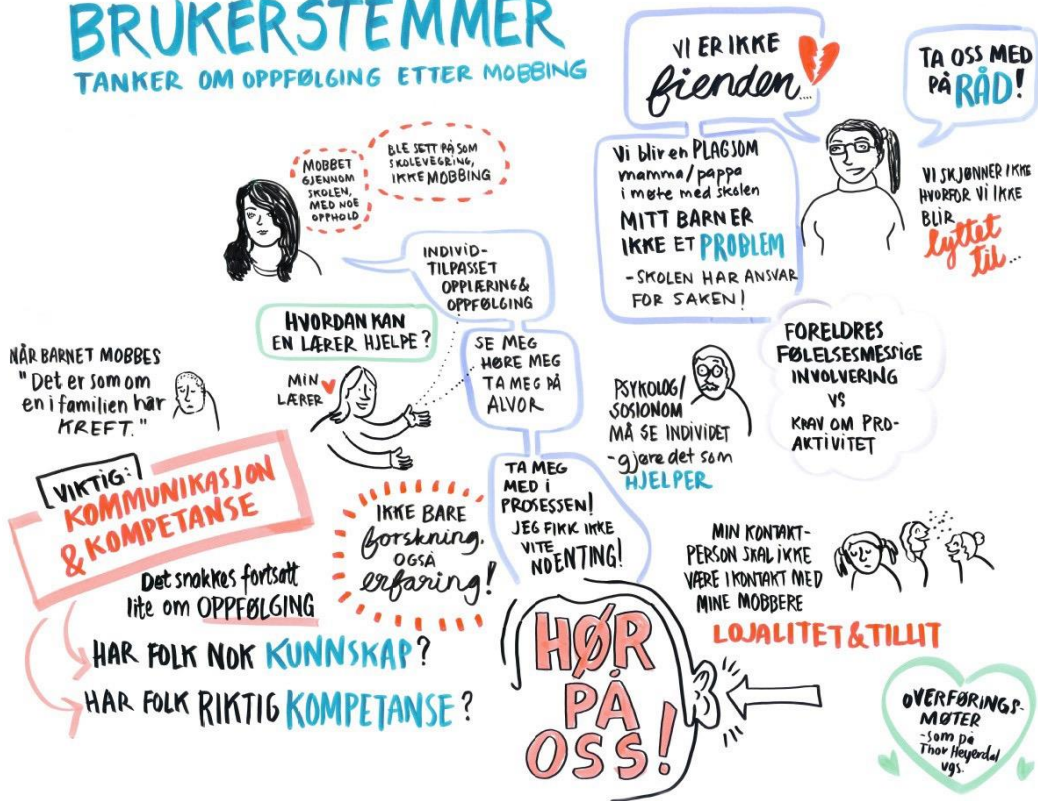 BRUKERSTEMMER
TANKER OM OPPFØLGING ETTER MOBBING
MOBBET
GJENNOM
SKOLEN,
MED NOE
OPPHOLD
BLE SETT PÅ SOM
SKOLEVEGRING,
IKKE MOBBING
INDIVID-
TILPASSET
OPPLÆRING &
OPPFØLGING
HVORDAN KAN
EN LÆRER HJELPE?
MIN
LÆRER
SE MEG
HØRE MEG
TA MEG PÅ
ALVOR
TA MEG
MED I
PROSESSEN!
JEG FIKK IKKE
VITE
NOENTING!
NÅR BARNET MOBBES
"Det er som om
en i familien har
KREFT."
VIKTIG:
KOMMUNIKASJON
& KOMPETANSE
Det snakkes fortsatt
lite om OPPFØLGING
HAR FOLK NOK KUNNSKAP?
HAR FOLK RIKTIG KOMPETANSE?
IKKE BARE
forskning.
OGSÅ
erfaring!
HØR
PÅ
OSS!
VI ER IKKE
fienden....
TA OSS MED
PÅ RÅD!
Vi blir en PLAGSOM
mamma/pappa
i møte med skolen
MITT BARN ER
IKKE ET PROBLEM
- SKOLEN HAR ANSVAR
FOR SAKEN!
VI SKJØNNER IKKE
HVORFOR VI IKKE
BLIR
lyttet
til...
PSYKOLOG/
SOSIONOM
MÅ SE INDIVIDET
- gjøre det som
HJELPER
FORELDRES
FØLELSESMESSIGE
INVOLVERING
VS
KRAV OM PRO-
AKTIVITET
MIN KONTAKT-
PERSON SKAL IKKE
VÆRE I KONTAKT MED
MINE MOBBERE
LOJALITET & TILLIT
OVERFØRINGS-
MØTER
- som på
Thor Heyerdal
vgs.